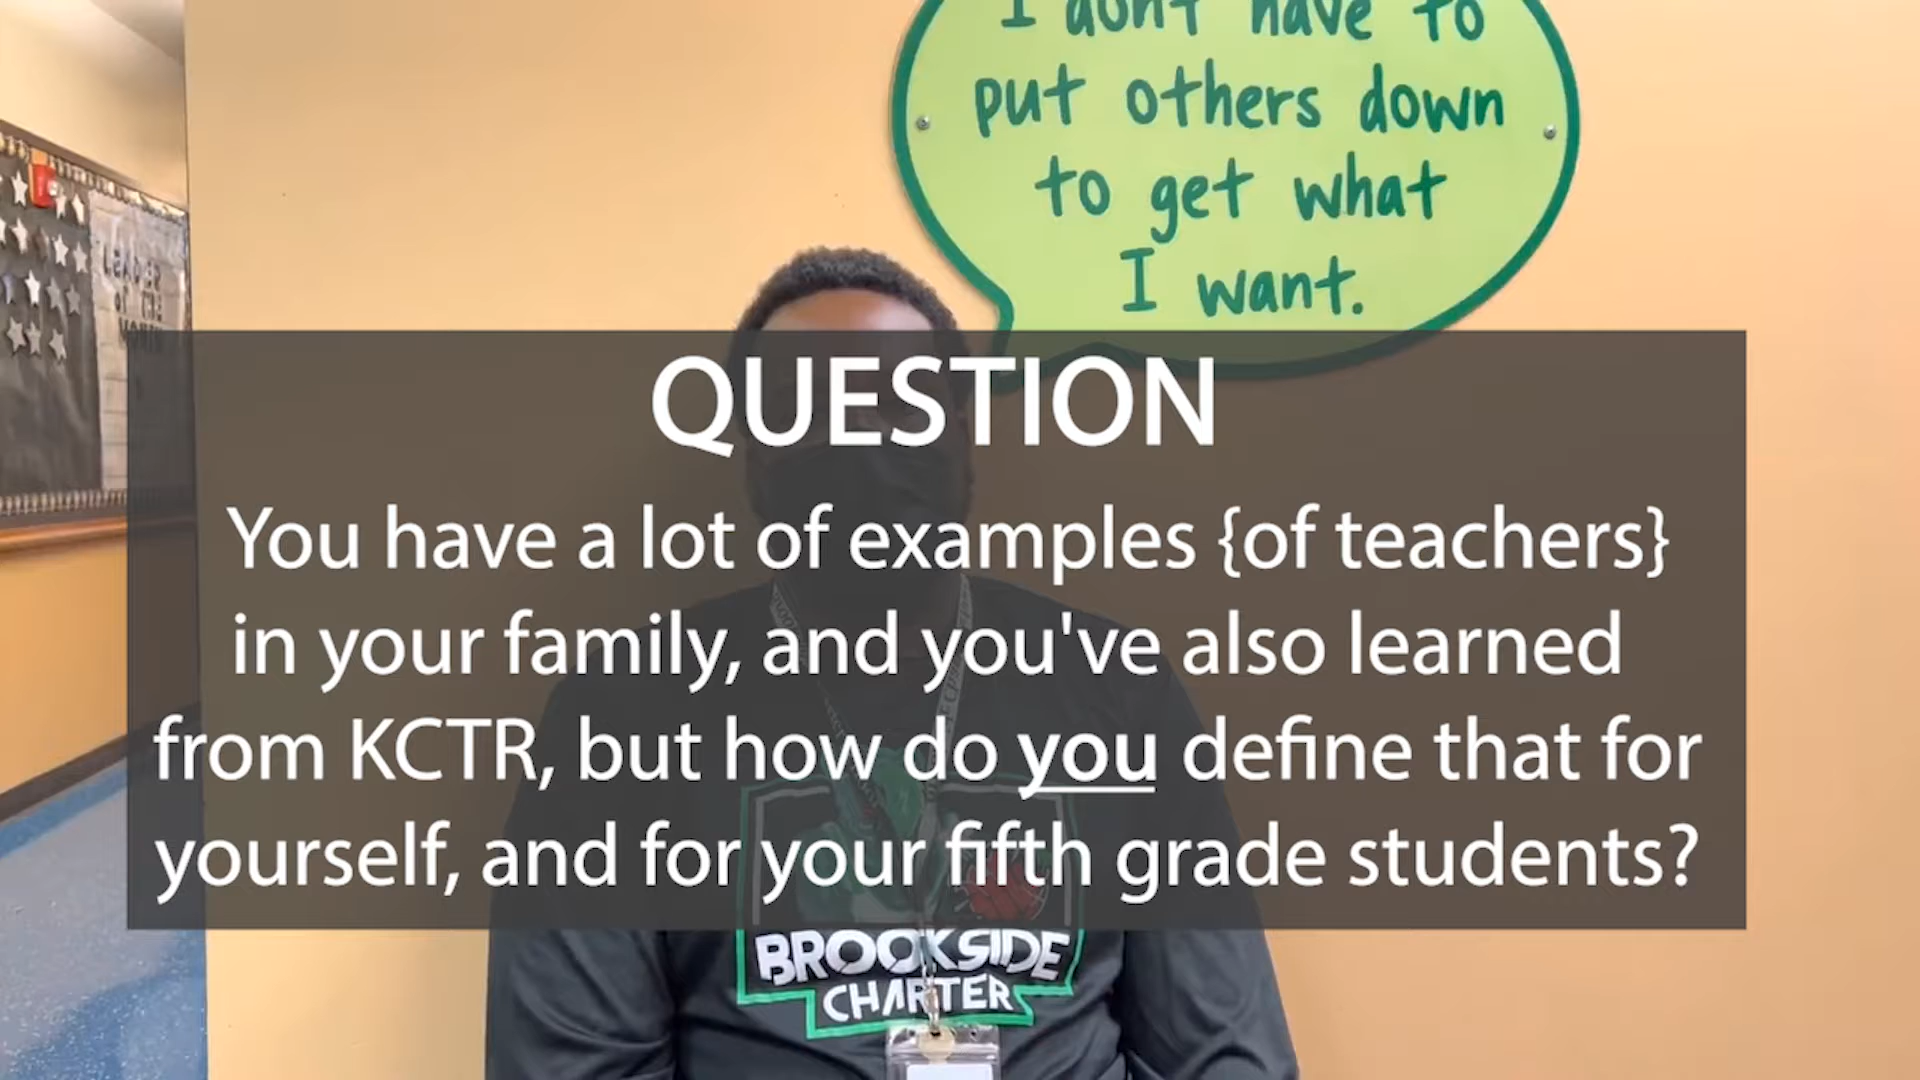 I don't have to
put others down
to get what
I want.
QUESTION
You have a lot of examples {of teachers}
in your family, and you've also learned
from KCTR, but how do you define that for
yourself, and for your fifth grade students?
BROOKSIDE
CHARTER